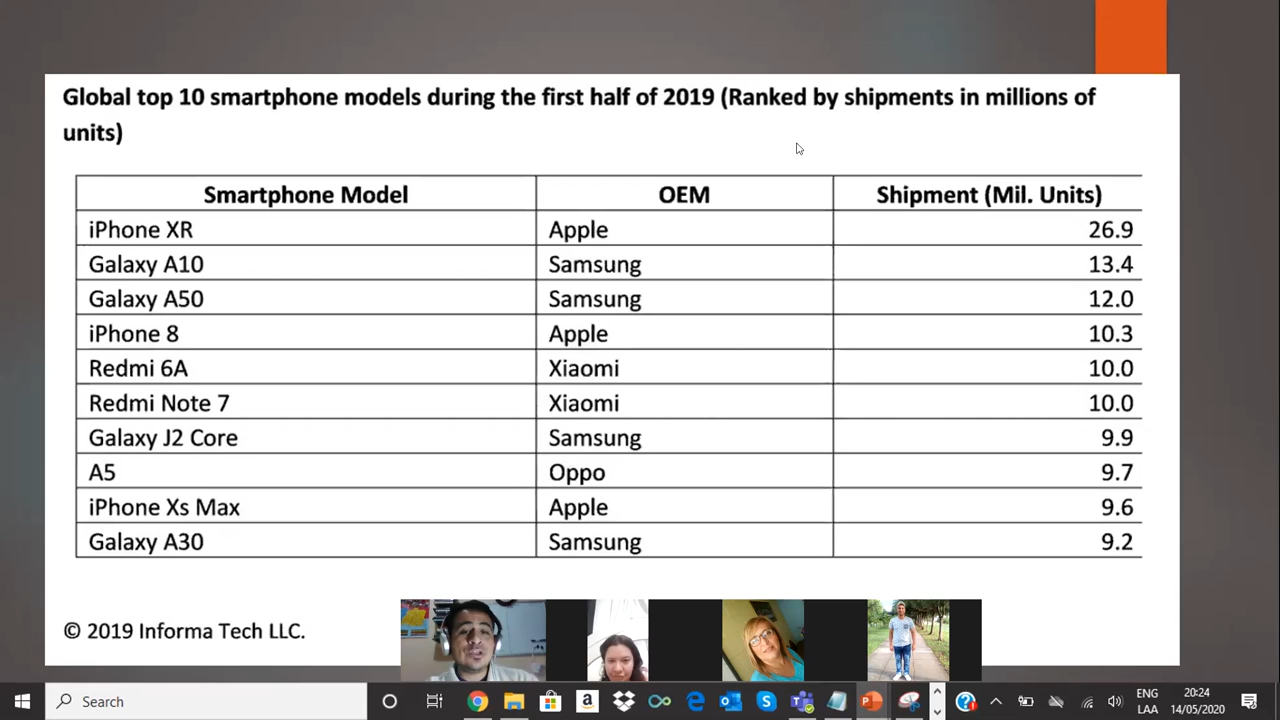 Global top 10 smartphone models during the first half of 2019 (Ranked by shipments in millions of
units)
Smartphone Model OEM Shipment (Mil. Units)
iPhone XR Apple 26.9
Galaxy A10 Samsung 13.4
Galaxy A50 Samsung 12.0
iPhone 8 Apple 10.3
Redmi 6A Xiaomi 10.0
Redmi Note 7 Xiaomi 10.0
Galaxy J2 Core Samsung 9.9
A5 Oppo 9.7
iPhone Xs Max Apple 9.6
Galaxy A30 Samsung 9.2
© 2019 Informa Tech LLC.
Search
ENG 20:24
LAA 14/05/2020